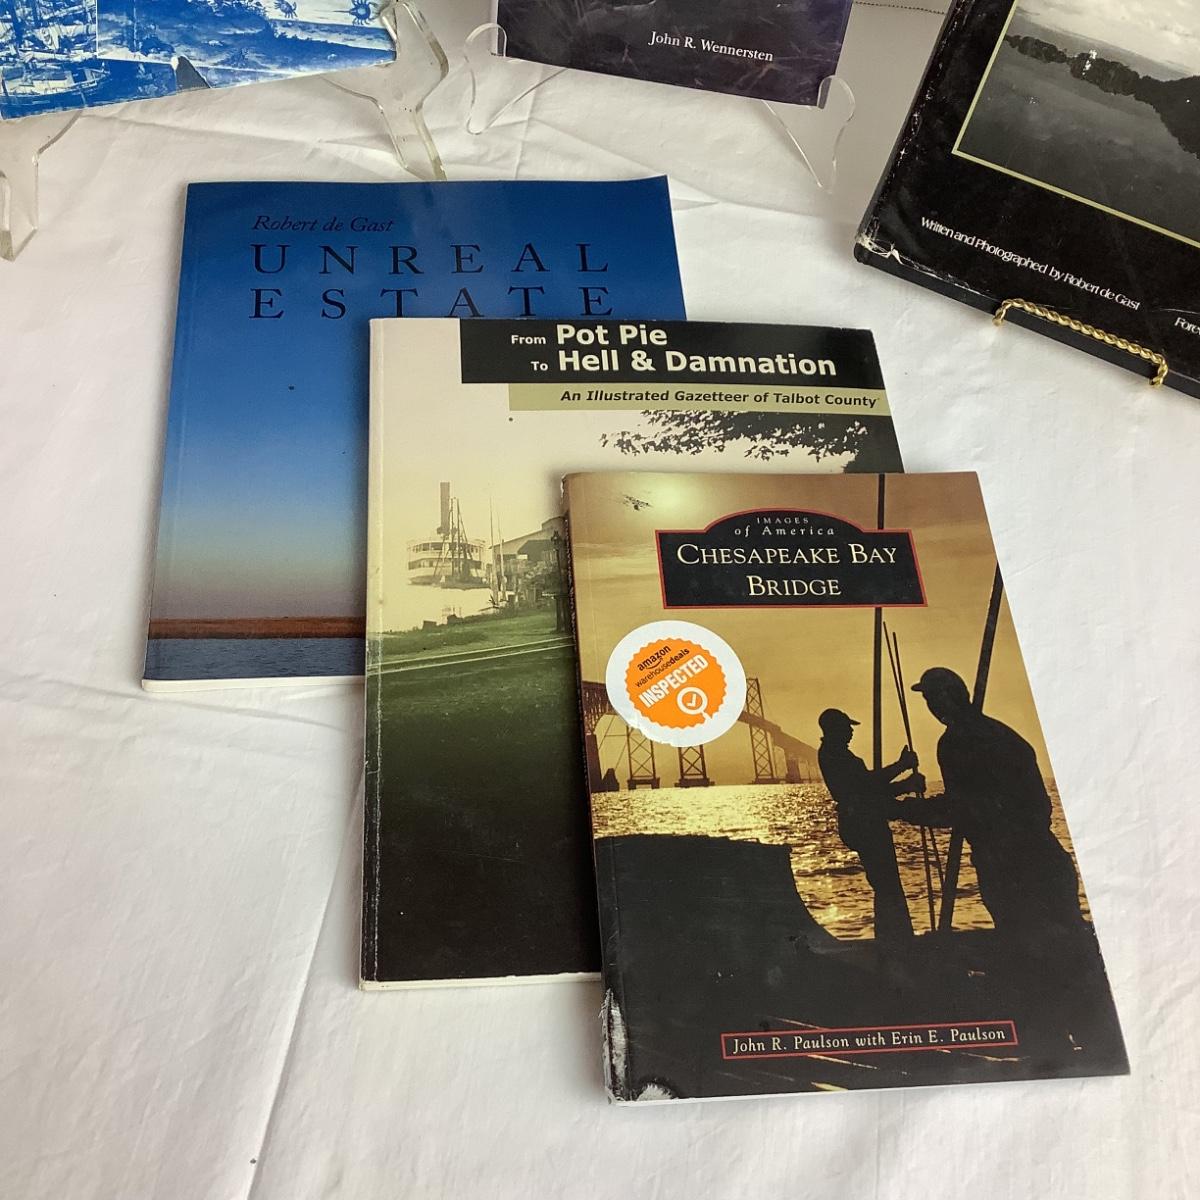 John R. Wennersten
Written and Photographed by Robert de Gast
Robert de Gast
UNREAL
ESTATE
From Pot Pie
To Hell & Damnation
An Illustrated Gazetteer of Talbot County
IMAGES
of America
CHESAPEAKE BAY
BRIDGE
amazon
warehousedeals
INSPECTED
John R. Paulson with Erin E. Paulson